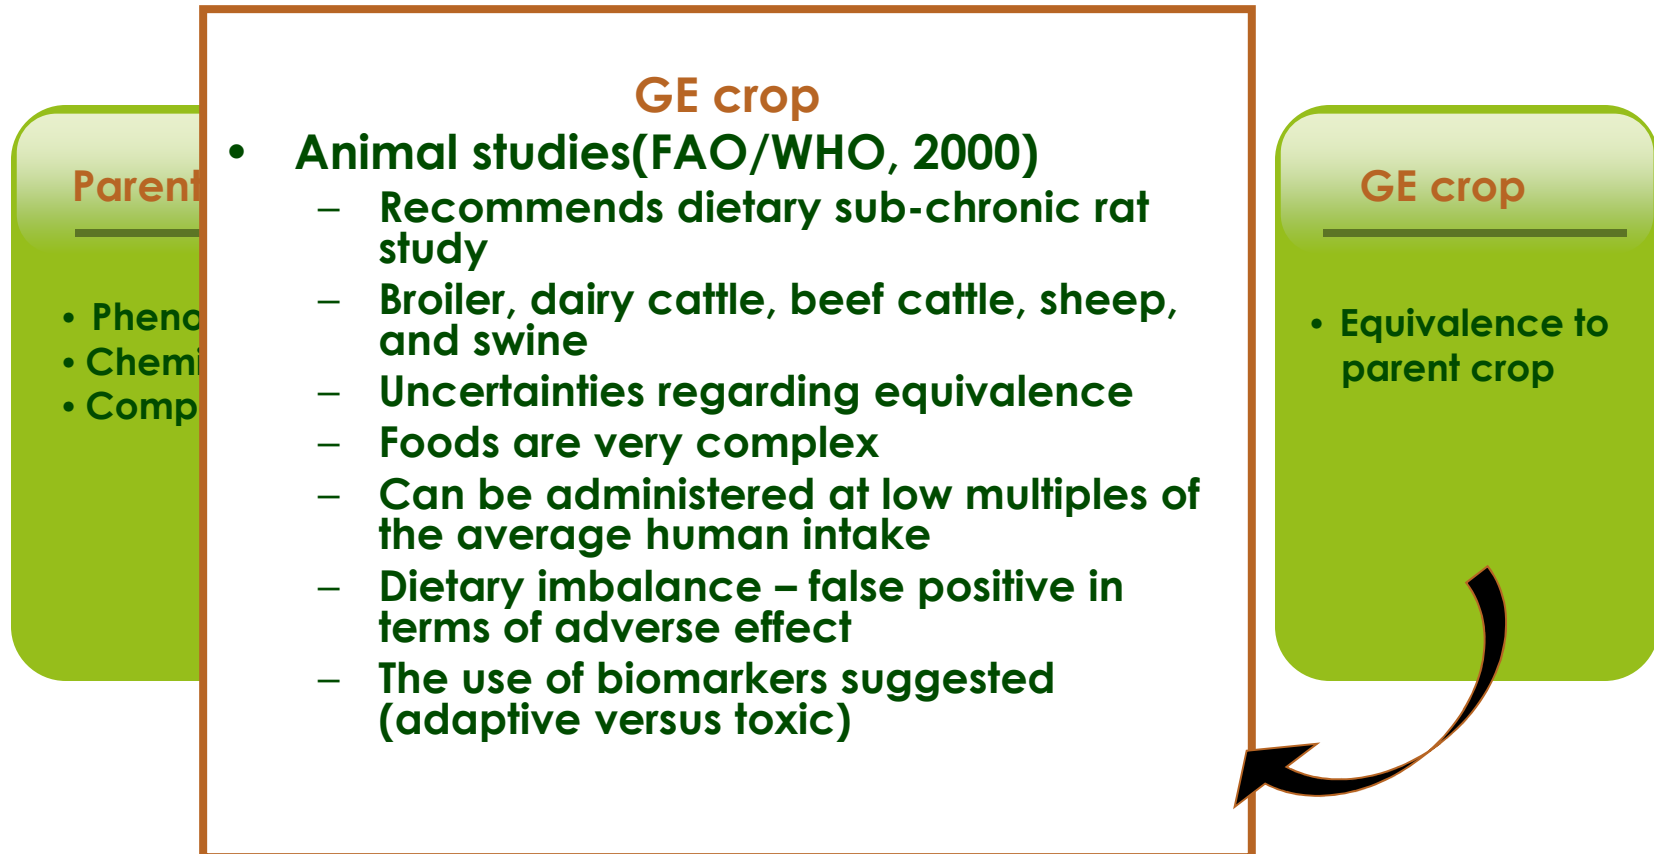 Parent
• Pheno
• Chemi
• Comp
GE crop
• Animal studies(FAO/WHO, 2000)
– Recommends dietary sub-chronic rat
study
– Broiler, dairy cattle, beef cattle, sheep,
and swine
– Uncertainties regarding equivalence
– Foods are very complex
– Can be administered at low multiples of
the average human intake
– Dietary imbalance – false positive in
terms of adverse effect
– The use of biomarkers suggested
(adaptive versus toxic)
GE crop
• Equivalence to
parent crop